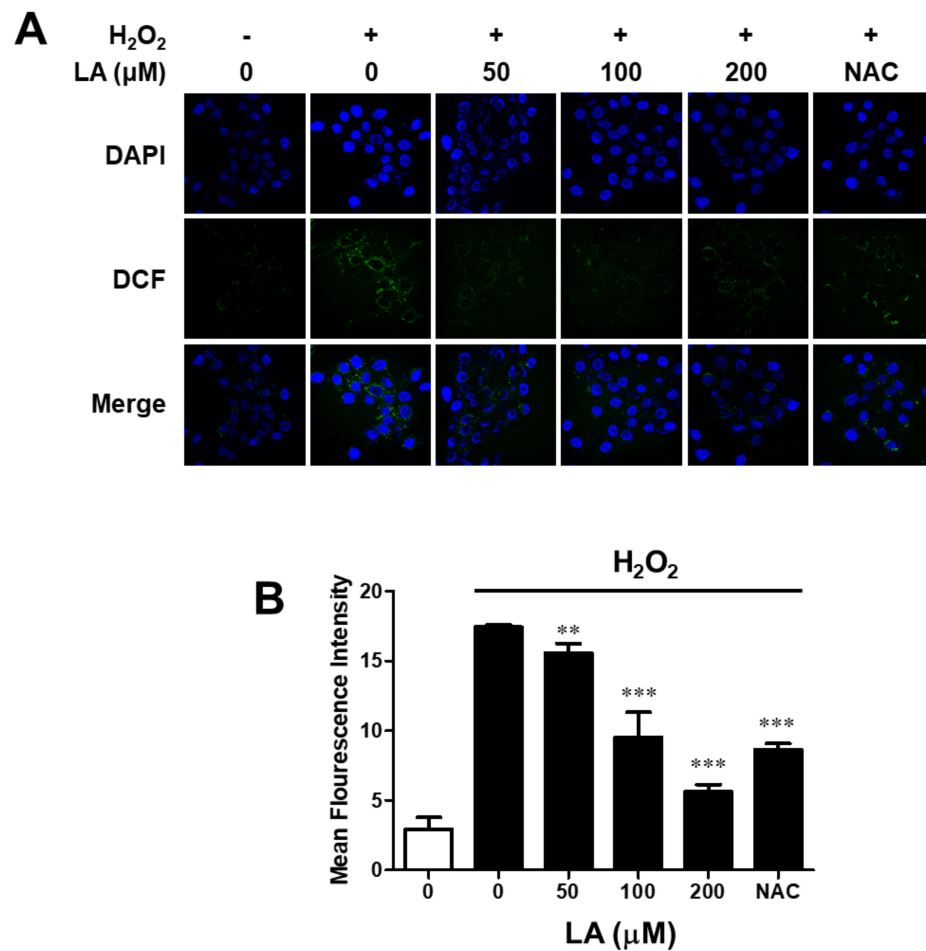 A
H₂O₂ - + + + + +
LA (µM) 0 0 50 100 200 NAC
DAPI
DCF
Merge
B
H₂O₂
Mean Flourescence Intensity
20
15
10
5
0
**
***
***
***
0 0 50 100 200 NAC
LA (µM)